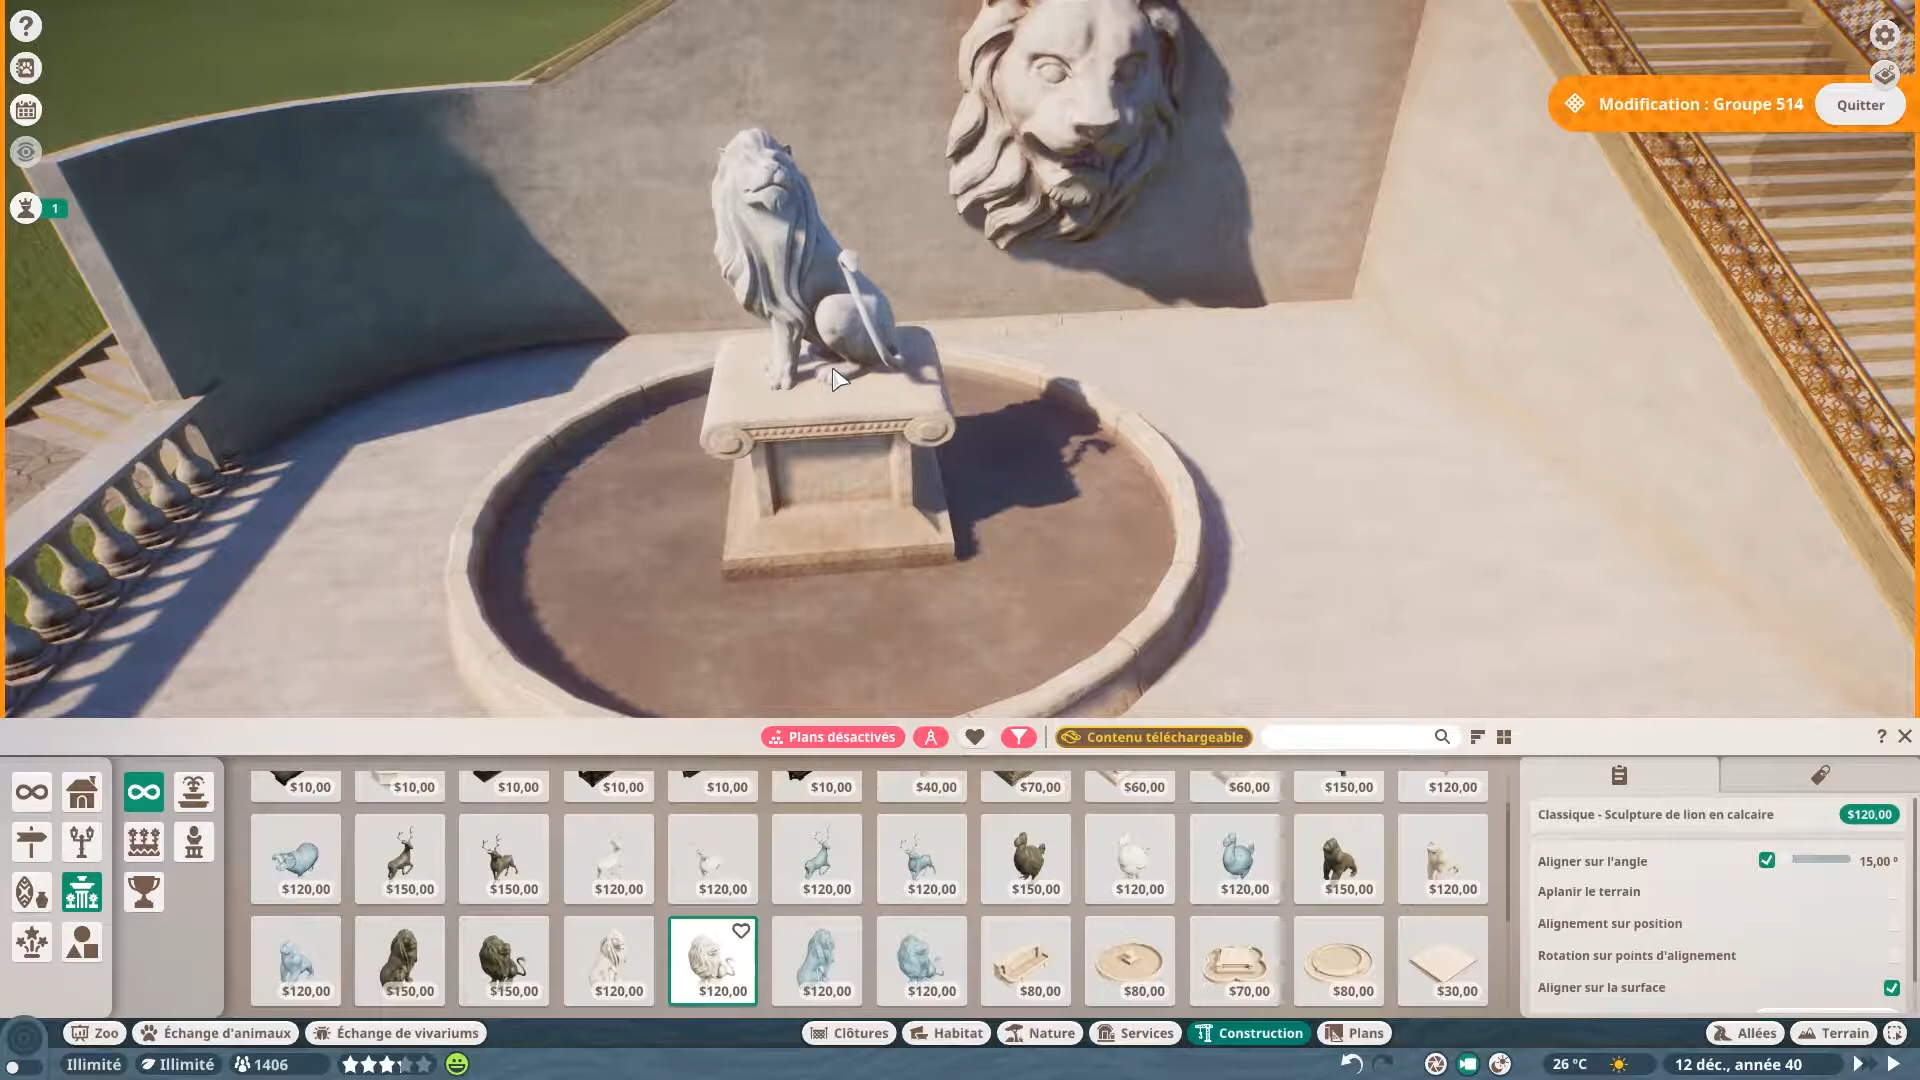 ?
1
Modification : Groupe 514
Quitter
Plans désactivés
Contenu téléchargeable
? 
$10,00 $10,00 $10,00 $10,00 $10,00 $10,00 $40,00 $70,00 $60,00 $60,00 $150,00 $120,00
$120,00 $150,00 $150,00 $120,00 $120,00 $120,00 $120,00 $150,00 $120,00 $120,00 $150,00 $120,00
$120,00 $150,00 $150,00 $120,00 $120,00 $120,00 $120,00 $80,00 $80,00 $70,00 $80,00 $30,00
Classique - Sculpture de lion en calcaire $120,00
Aligner sur l'angle 15,00 °
Aplanir le terrain
Alignement sur position
Rotation sur points d'alignement
Aligner sur la surface
Zoo Échange d'animaux Échange de vivariums Clôtures Habitat Nature Services Construction Plans Allées Terrain
Illimité Illimité 1406 26 °C 12 déc., année 40